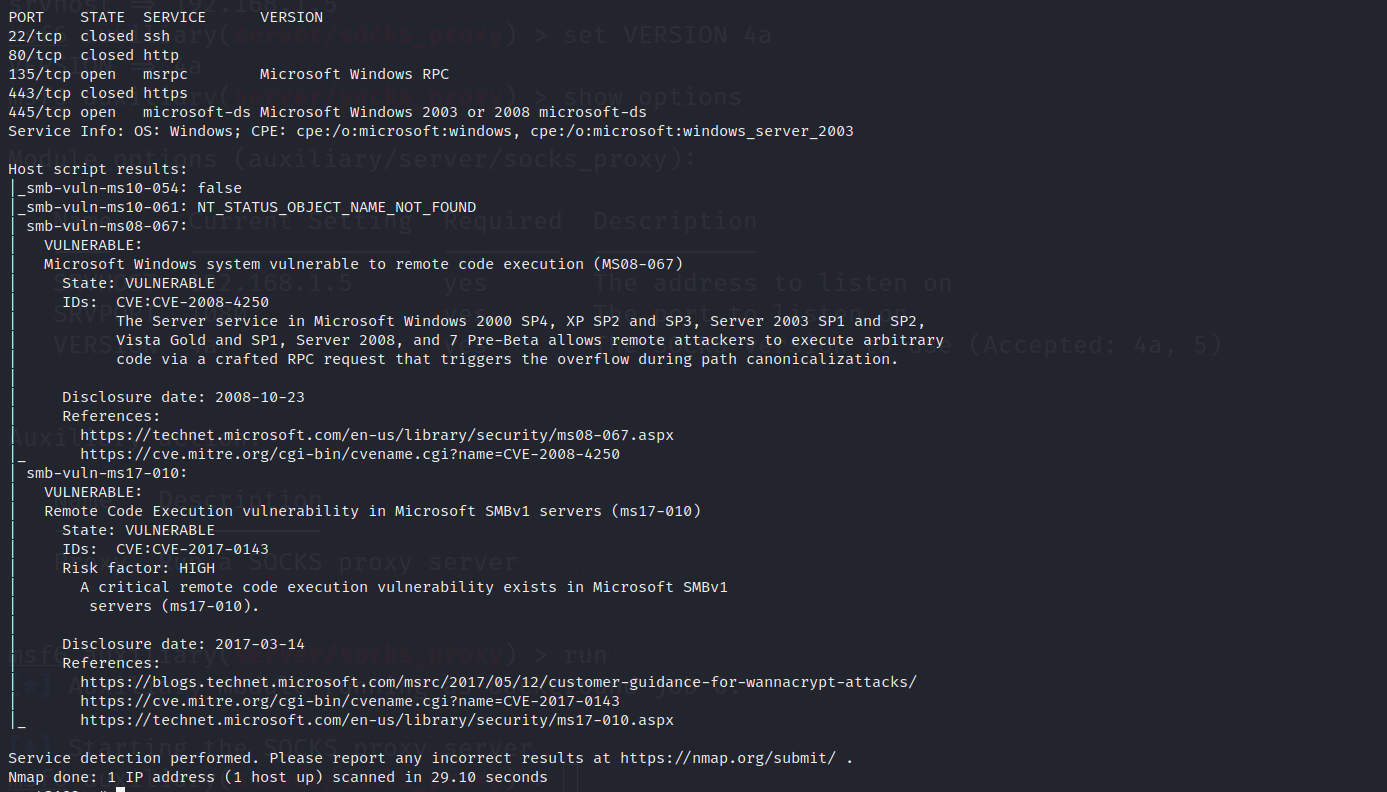 PORT STATE SERVICE VERSION
22/tcp closed ssh
80/tcp closed http
135/tcp open msrpc Microsoft Windows RPC
443/tcp closed https
445/tcp open microsoft-ds Microsoft Windows 2003 or 2008 microsoft-ds
Service Info: OS: Windows; CPE: cpe:/o:microsoft:windows, cpe:/o:microsoft:windows_server_2003
Host script results:
|_smb-vuln-ms10-054: false
|_smb-vuln-ms10-061: NT_STATUS_OBJECT_NAME_NOT_FOUND
| smb-vuln-ms08-067:
|   VULNERABLE:
|   Microsoft Windows system vulnerable to remote code execution (MS08-067)
|     State: VULNERABLE
|     IDs:  CVE:CVE-2008-4250
|           The Server service in Microsoft Windows 2000 SP4, XP SP2 and SP3, Server 2003 SP1 and SP2,
|           Vista Gold and SP1, Server 2008, and 7 Pre-Beta allows remote attackers to execute arbitrary
|           code via a crafted RPC request that triggers the overflow during path canonicalization.
|
|     Disclosure date: 2008-10-23
|     References:
|       https://technet.microsoft.com/en-us/library/security/ms08-067.aspx
|_      https://cve.mitre.org/cgi-bin/cvename.cgi?name=CVE-2008-4250
| smb-vuln-ms17-010:
|   VULNERABLE:
|   Remote Code Execution vulnerability in Microsoft SMBv1 servers (ms17-010)
|     State: VULNERABLE
|     IDs:  CVE:CVE-2017-0143
|     Risk factor: HIGH
|       A critical remote code execution vulnerability exists in Microsoft SMBv1
|        servers (ms17-010).
|
|     Disclosure date: 2017-03-14
|     References:
|       https://blogs.technet.microsoft.com/msrc/2017/05/12/customer-guidance-for-wannacrypt-attacks/
|       https://cve.mitre.org/cgi-bin/cvename.cgi?name=CVE-2017-0143
|_      https://technet.microsoft.com/en-us/library/security/ms17-010.aspx
Service detection performed. Please report any incorrect results at https://nmap.org/submit/ .
Nmap done: 1 IP address (1 host up) scanned in 29.10 seconds